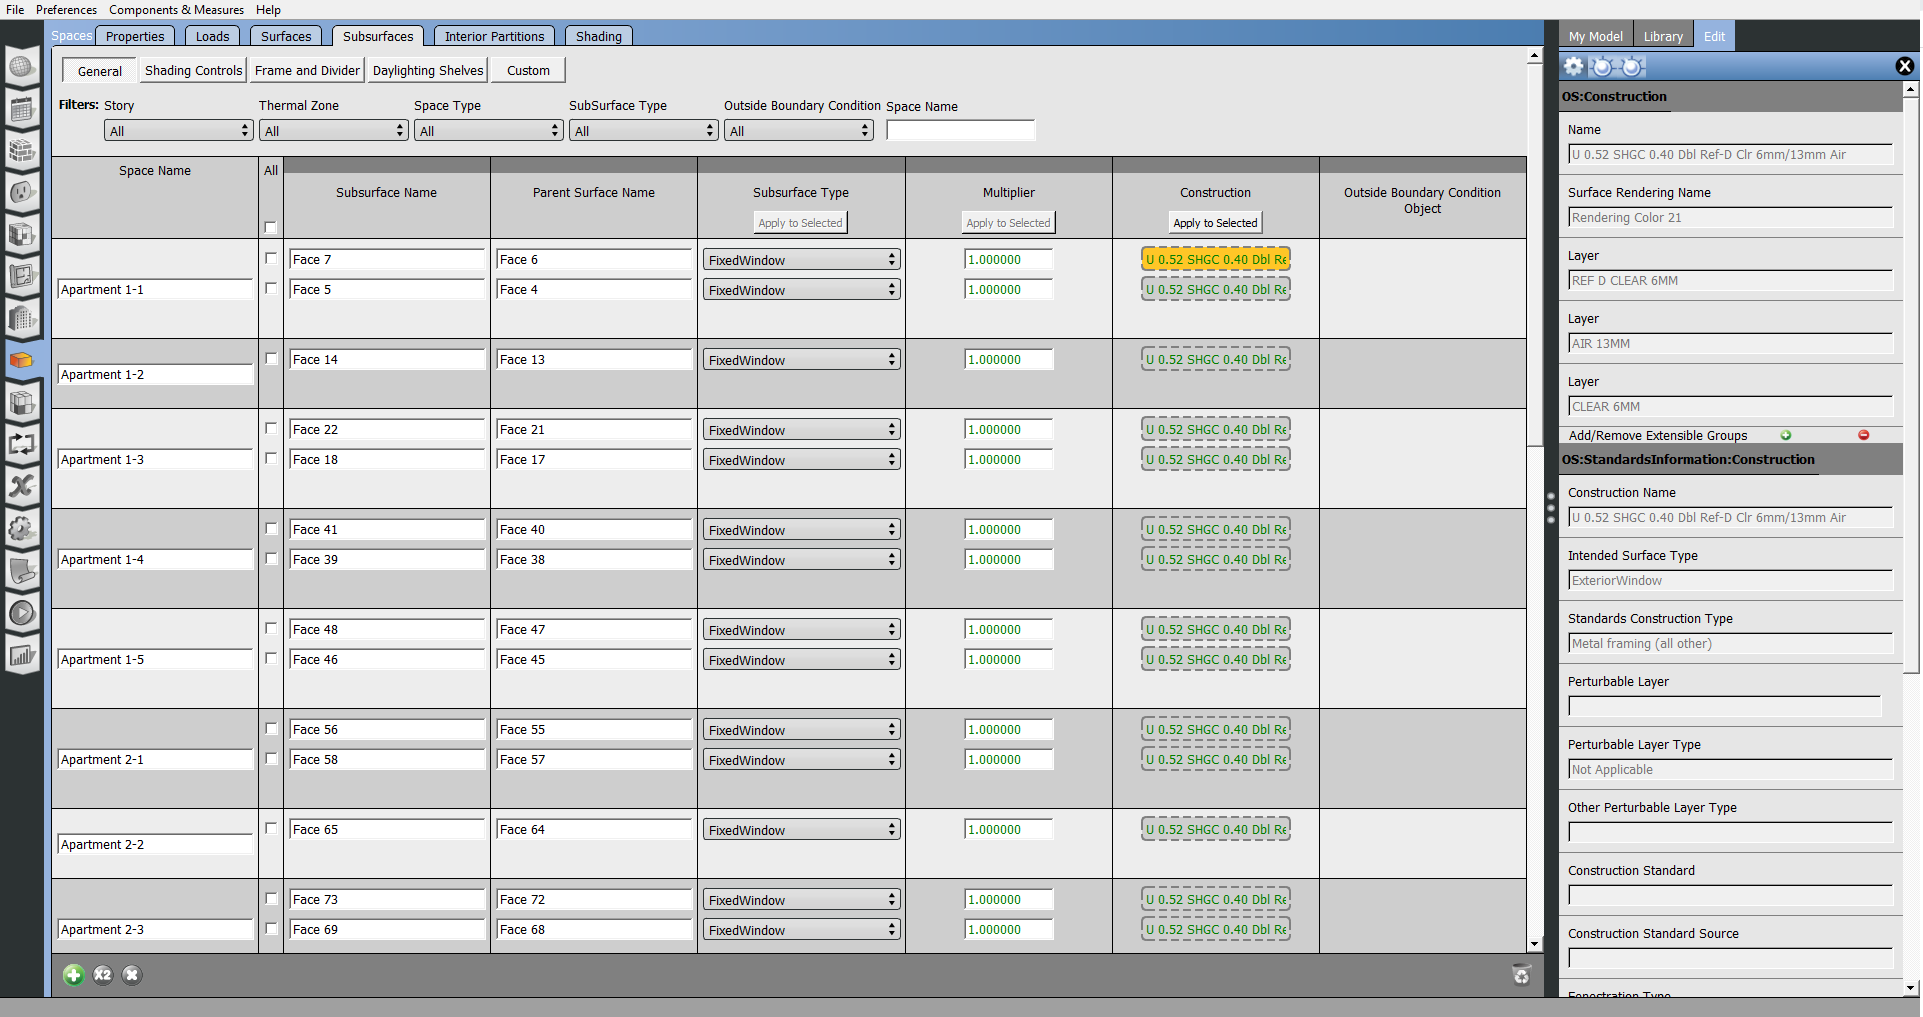 File Preferences Components & Measures Help
Spaces Properties Loads Surfaces Subsurfaces Interior Partitions Shading
General Shading Controls Frame and Divider Daylighting Shelves Custom
Filters: Story Thermal Zone Space Type SubSurface Type Outside Boundary Condition Space Name
All All All All All
Space Name All Subsurface Name Parent Surface Name Subsurface Type Multiplier Construction Outside Boundary Condition Object
Apply to Selected Apply to Selected Apply to Selected
Face 7 Face 6 FixedWindow 1.000000 U 0.52 SHGC 0.40 Dbl Re
Apartment 1-1 Face 5 Face 4 FixedWindow 1.000000 U 0.52 SHGC 0.40 Dbl Re
Face 14 Face 13 FixedWindow 1.000000 U 0.52 SHGC 0.40 Dbl Re
Apartment 1-2
Face 22 Face 21 FixedWindow 1.000000 U 0.52 SHGC 0.40 Dbl Re
Apartment 1-3 Face 18 Face 17 FixedWindow 1.000000 U 0.52 SHGC 0.40 Dbl Re
Face 41 Face 40 FixedWindow 1.000000 U 0.52 SHGC 0.40 Dbl Re
Apartment 1-4 Face 39 Face 38 FixedWindow 1.000000 U 0.52 SHGC 0.40 Dbl Re
Face 48 Face 47 FixedWindow 1.000000 U 0.52 SHGC 0.40 Dbl Re
Apartment 1-5 Face 46 Face 45 FixedWindow 1.000000 U 0.52 SHGC 0.40 Dbl Re
Face 56 Face 55 FixedWindow 1.000000 U 0.52 SHGC 0.40 Dbl Re
Apartment 2-1 Face 58 Face 57 FixedWindow 1.000000 U 0.52 SHGC 0.40 Dbl Re
Face 65 Face 64 FixedWindow 1.000000 U 0.52 SHGC 0.40 Dbl Re
Apartment 2-2
Face 73 Face 72 FixedWindow 1.000000 U 0.52 SHGC 0.40 Dbl Re
Apartment 2-3 Face 69 Face 68 FixedWindow 1.000000 U 0.52 SHGC 0.40 Dbl Re
X2
My Model Library Edit
OS:Construction
Name
U 0.52 SHGC 0.40 Dbl Ref-D Clr 6mm/13mm Air
Surface Rendering Name
Rendering Color 21
Layer
REF D CLEAR 6MM
Layer
AIR 13MM
Layer
CLEAR 6MM
Add/Remove Extensible Groups
OS:StandardsInformation:Construction
Construction Name
U 0.52 SHGC 0.40 Dbl Ref-D Clr 6mm/13mm Air
Intended Surface Type
ExteriorWindow
Standards Construction Type
Metal framing (all other)
Perturbable Layer
Perturbable Layer Type
Not Applicable
Other Perturbable Layer Type
Construction Standard
Construction Standard Source
Fenestration Type